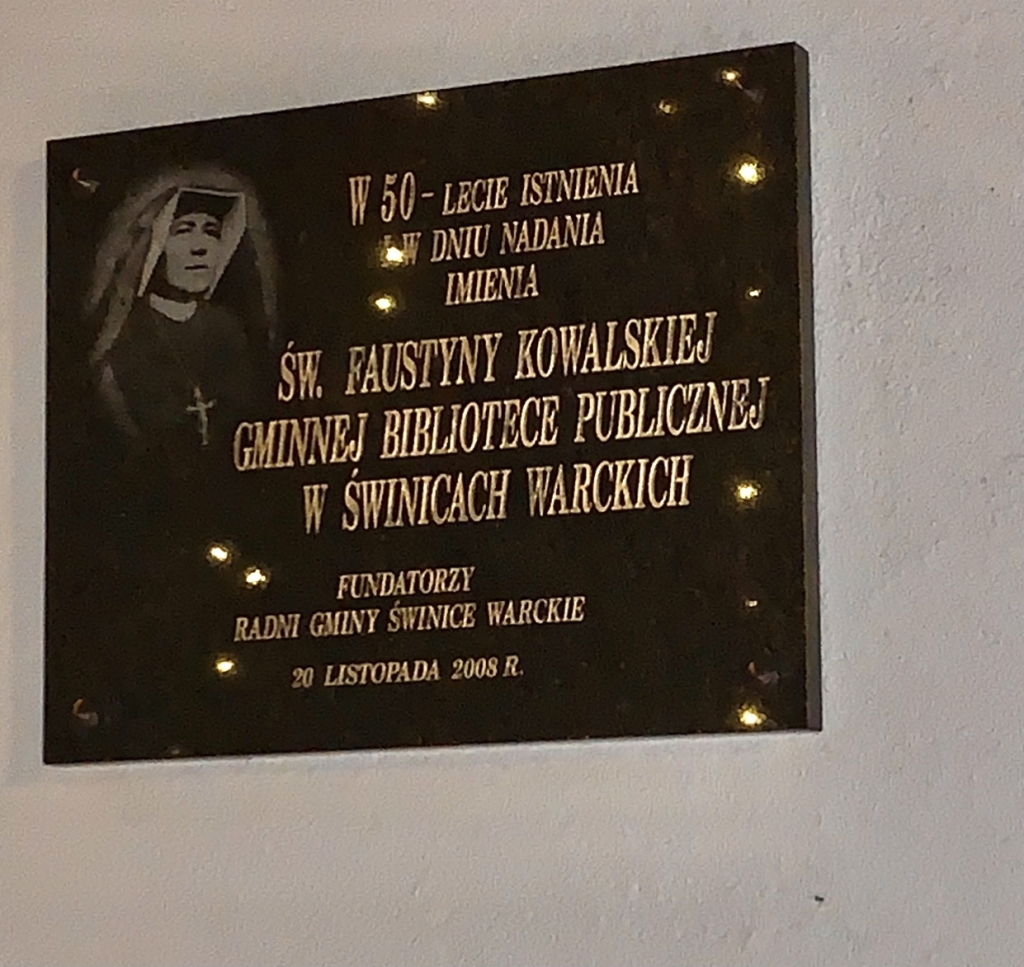 W 50 - LECIE ISTNIENIA
I W DNIU NADANIA
IMIENIA
ŚW. FAUSTYNY KOWALSKIEJ
GMINNEJ BIBLIOTECE PUBLICZNEJ
W ŚWINICACH WARCKICH
FUNDATORZY
RADNI GMINY ŚWINICE WARCKIE
20 LISTOPADA 2008 R.